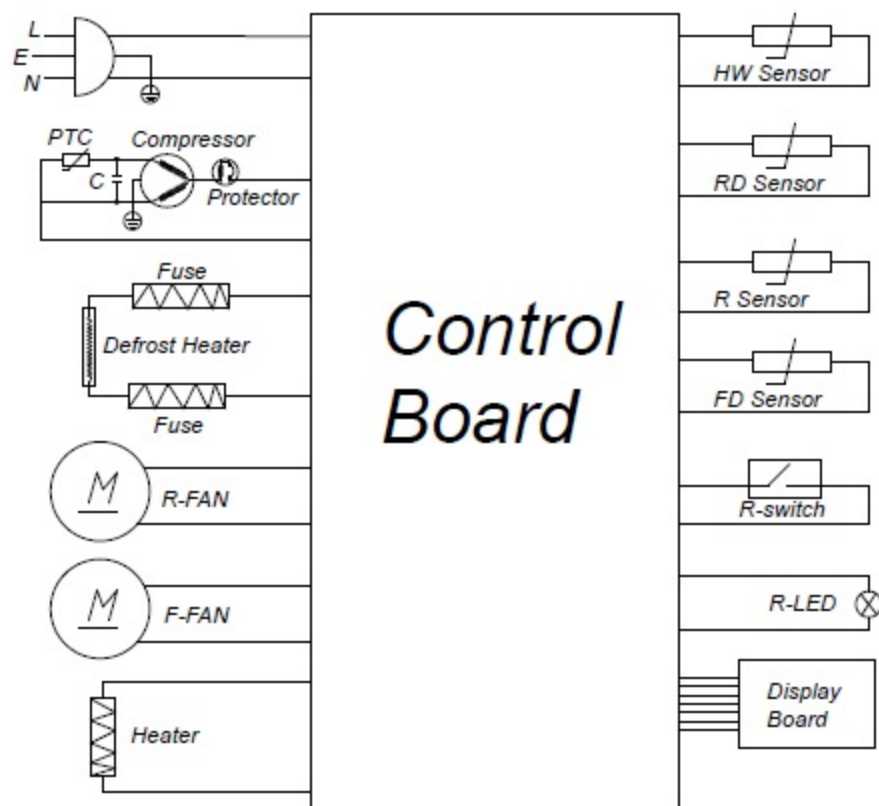 L
E
N
PTC
Compressor
C
Protector
Fuse
Defrost Heater
Fuse
M
R-FAN
M
F-FAN
Heater
Control
Board
HW Sensor
RD Sensor
R Sensor
FD Sensor
R-switch
R-LED
Display
Board